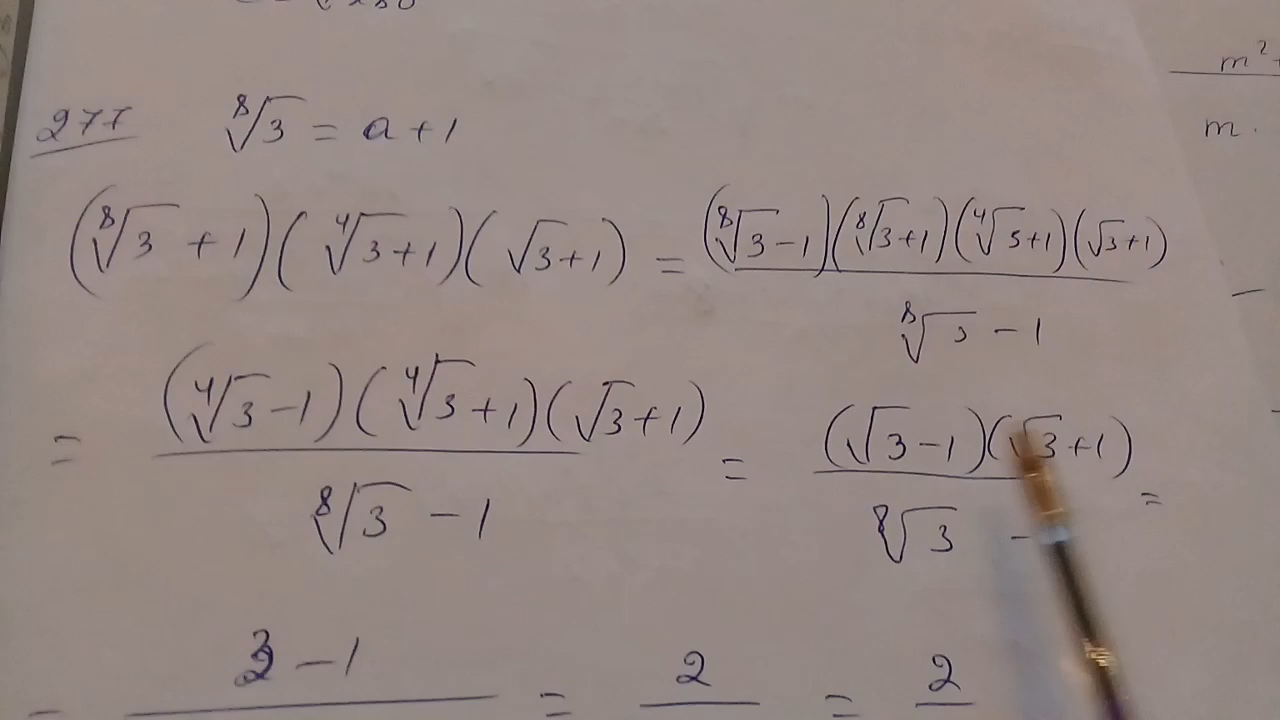 277 ⁸√3 = a + 1
(⁸√3 + 1)(⁴√3 + 1)(√3 + 1) = (⁸√3 − 1)(⁸√3 + 1)(⁴√3 + 1)(√3 + 1)
⁸√3 − 1
= (⁴√3 − 1)(⁴√3 + 1)(√3 + 1) = (√3 − 1)(√3 + 1) =
⁸√3 − 1 ⁸√3 −
= 3 − 1 = 2 = 2
m²
m.